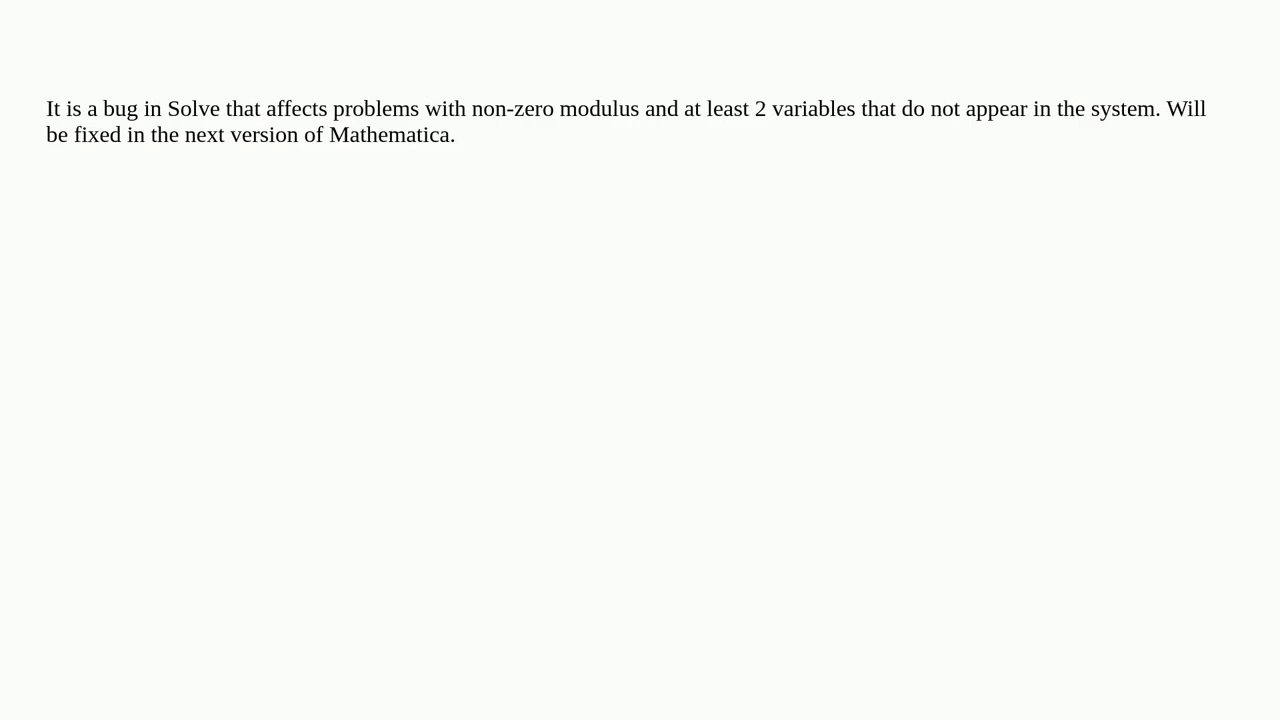 It is a bug in Solve that affects problems with non-zero modulus and at least 2 variables that do not appear in the system. Will
be fixed in the next version of Mathematica.